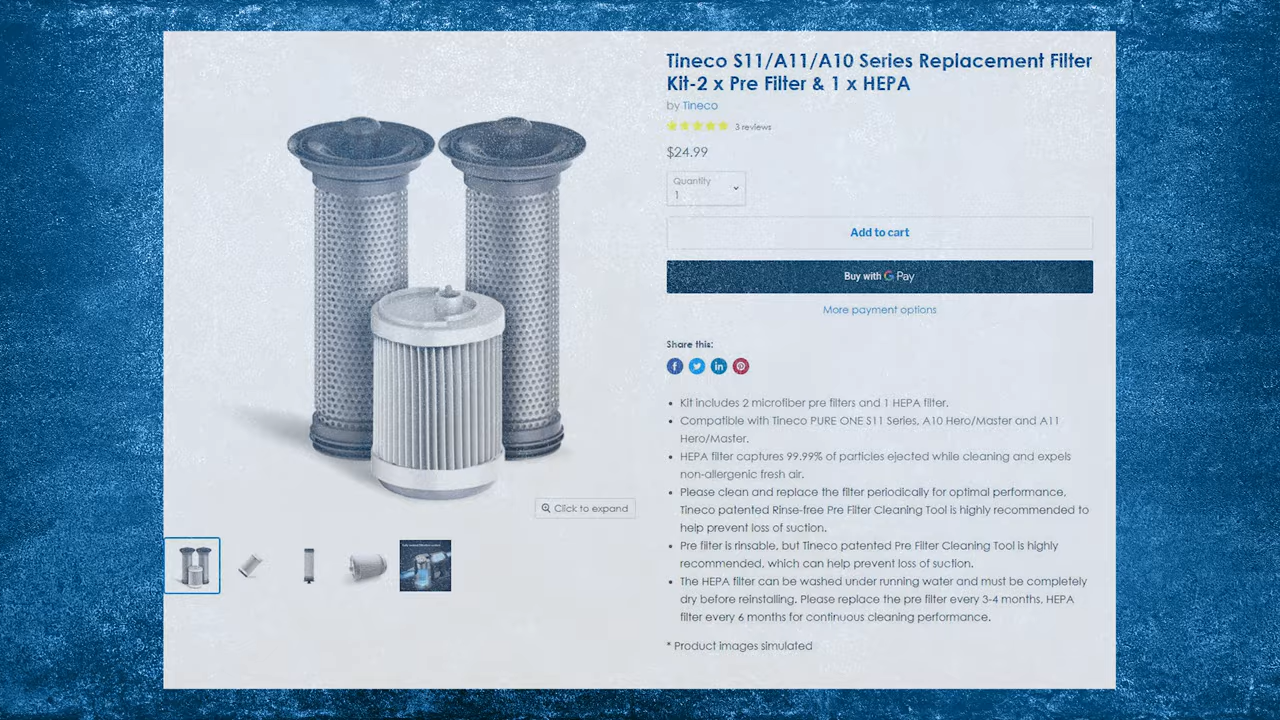 Tineco S11/A11/A10 Series Replacement Filter
Kit-2 x Pre Filter & 1 x HEPA
by Tineco
3 reviews
$24.99
Quantity
1
Add to cart
Buy with G Pay
More payment options
Share this:
Kit includes 2 microfiber pre filters and 1 HEPA filter.
Compatible with Tineco PURE ONE S11 Series, A10 Hero/Master and A11
Hero/Master.
HEPA filter captures 99.99% of particles ejected while cleaning and expels
non-allergenic fresh air.
Please clean and replace the filter periodically for optimal performance,
Tineco patented Rinse-free Pre Filter Cleaning Tool is highly recommended to
help prevent loss of suction.
Pre filter is rinsable, but Tineco patented Pre Filter Cleaning Tool is highly
recommended, which can help prevent loss of suction.
The HEPA filter can be washed under running water and must be completely
dry before reinstalling. Please replace the pre filter every 3-4 months, HEPA
filter every 6 months for continuous cleaning performance.
* Product images simulated
Click to expand